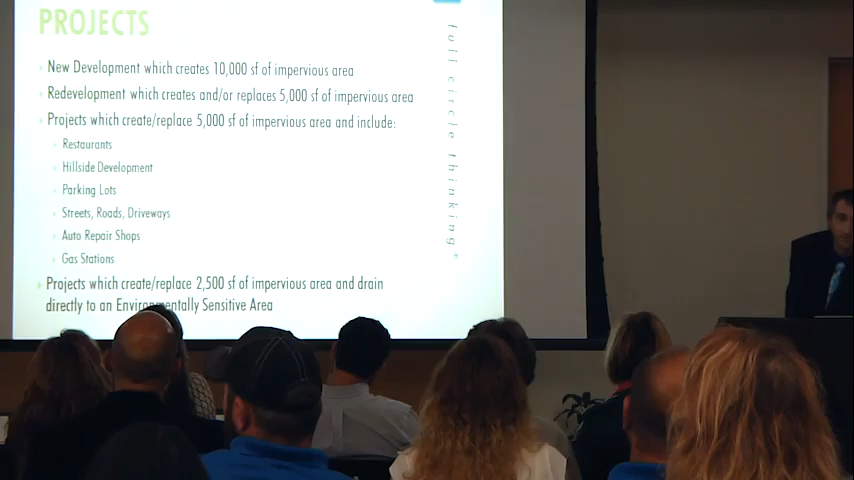 PROJECTS
New Development which creates 10,000 sf of impervious area
Redevelopment which creates and/or replaces 5,000 sf of impervious area
Projects which create/replace 5,000 sf of impervious area and include:
Restaurants
Hillside Development
Parking Lots
Streets, Roads, Driveways
Auto Repair Shops
Gas Stations
Projects which create/replace 2,500 sf of impervious area and drain
directly to an Environmentally Sensitive Area
full circle thinking®